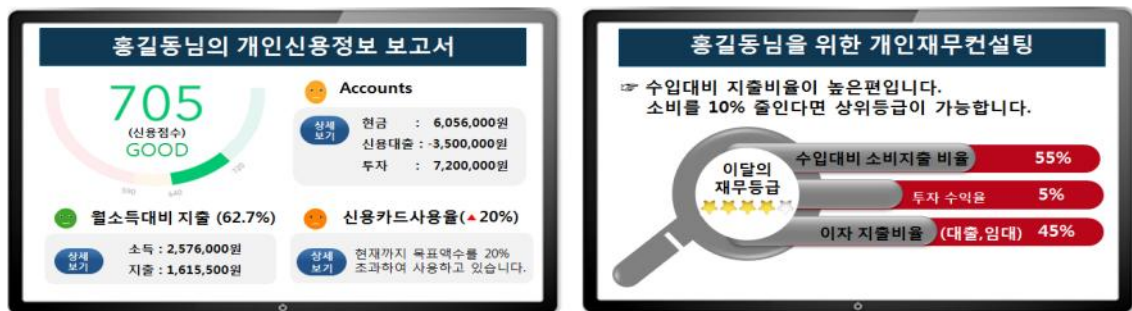 홍길동님의 개인신용정보 보고서
705
(신용점수)
GOOD
590
640
720
Accounts
상세
보기
현금 : 6,056,000원
신용대출 : -3,500,000원
투자 : 7,200,000원
월소득대비 지출 (62.7%)
상세
보기
소득 : 2,576,000원
지출 : 1,615,500원
신용카드사용율(▲20%)
상세
보기
현재까지 목표액수를 20%
초과하여 사용하고 있습니다.
홍길동님을 위한 개인재무컨설팅
☞ 수입대비 지출비율이 높은편입니다.
소비를 10% 줄인다면 상위등급이 가능합니다.
이달의
재무등급
수입대비 소비지출 비율 55%
투자 수익율 5%
이자 지출비율 (대출,임대) 45%